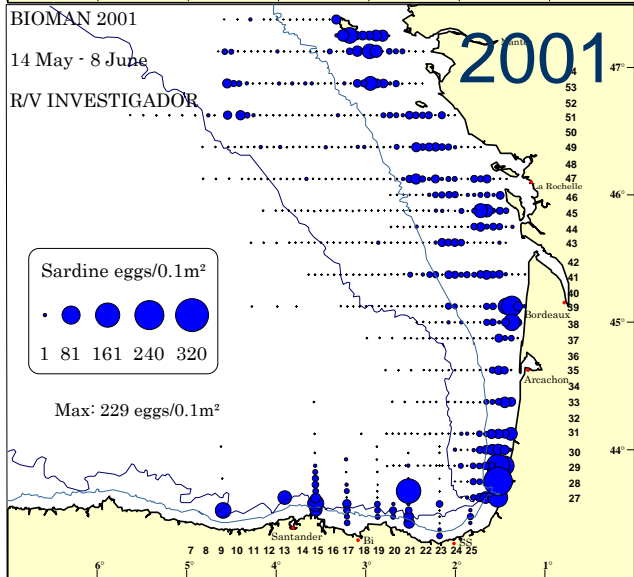 BIOMAN 2001
14 May - 8 June
R/V INVESTIGADOR
2001
Nante
47°
54
53
52
51
50
49
48
La Rochelle
46
46°
45
44
43
42
41
40
39
Bordeaux
38
37
36
35
Arcachon
34
33
32
31
44°
30
29
28
27
45°
Sardine eggs/0.1m²
1 81 161 240 320
Max: 229 eggs/0.1m²
Santander
Bi
SS
7 8 9 10 11 12 13 14 15 16 17 18 19 20 21 22 23 24 25
6° 5° 4° 3° 2° 1°